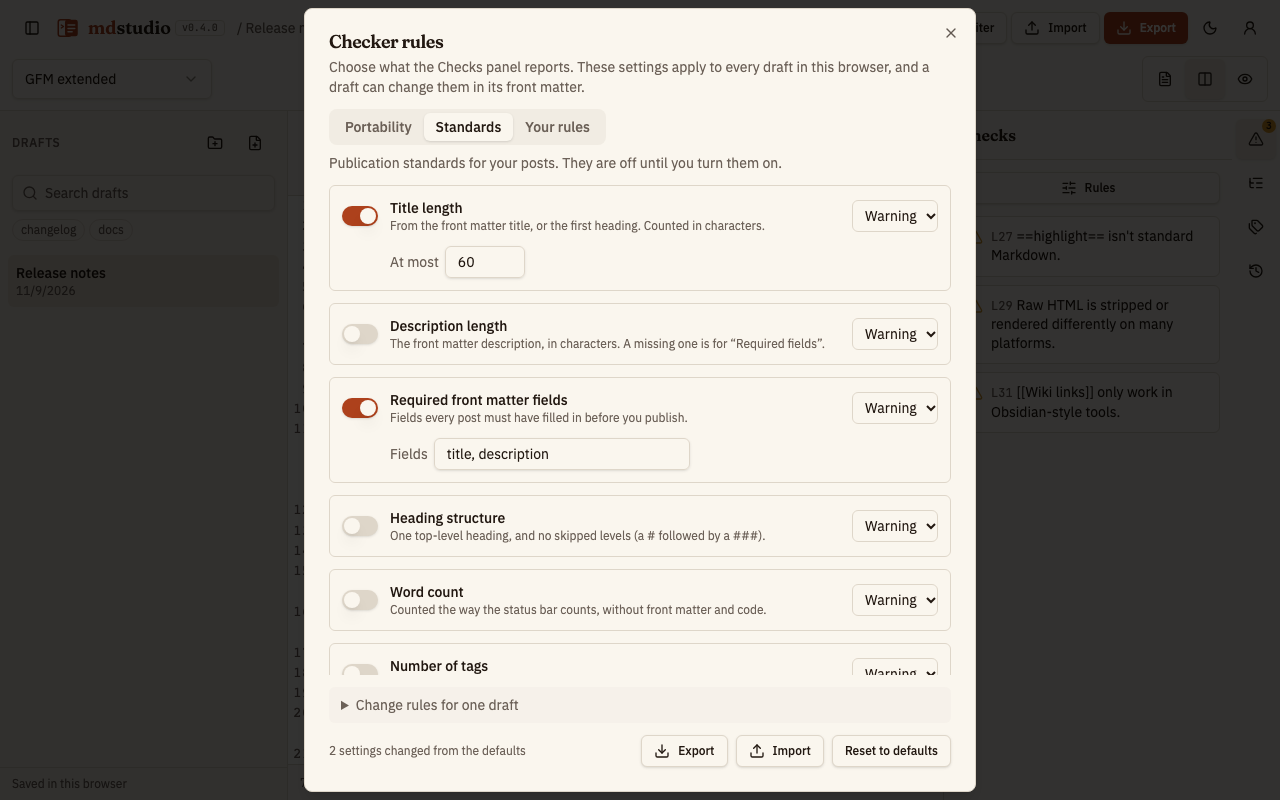 mdstudio v0.4.0 / Release
Import
Export
GFM extended
DRAFTS
Search drafts
changelog docs
Release notes
11/9/2026
Saved in this browser
Checker rules
Choose what the Checks panel reports. These settings apply to every draft in this browser, and a
draft can change them in its front matter.
Portability Standards Your rules
Publication standards for your posts. They are off until you turn them on.
Title length
From the front matter title, or the first heading. Counted in characters.
Warning
At most 60
Description length
The front matter description, in characters. A missing one is for “Required fields”.
Warning
Required front matter fields
Fields every post must have filled in before you publish.
Warning
Fields title, description
Heading structure
One top-level heading, and no skipped levels (a # followed by a ###).
Warning
Word count
Counted the way the status bar counts, without front matter and code.
Warning
Number of tags
Warning
Change rules for one draft
2 settings changed from the defaults
Export
Import
Reset to defaults
3
Rules
L27 ==highlight== isn't standard
Markdown.
L29 Raw HTML is stripped or
rendered differently on many
platforms.
L31 [[Wiki links]] only work in
Obsidian-style tools.